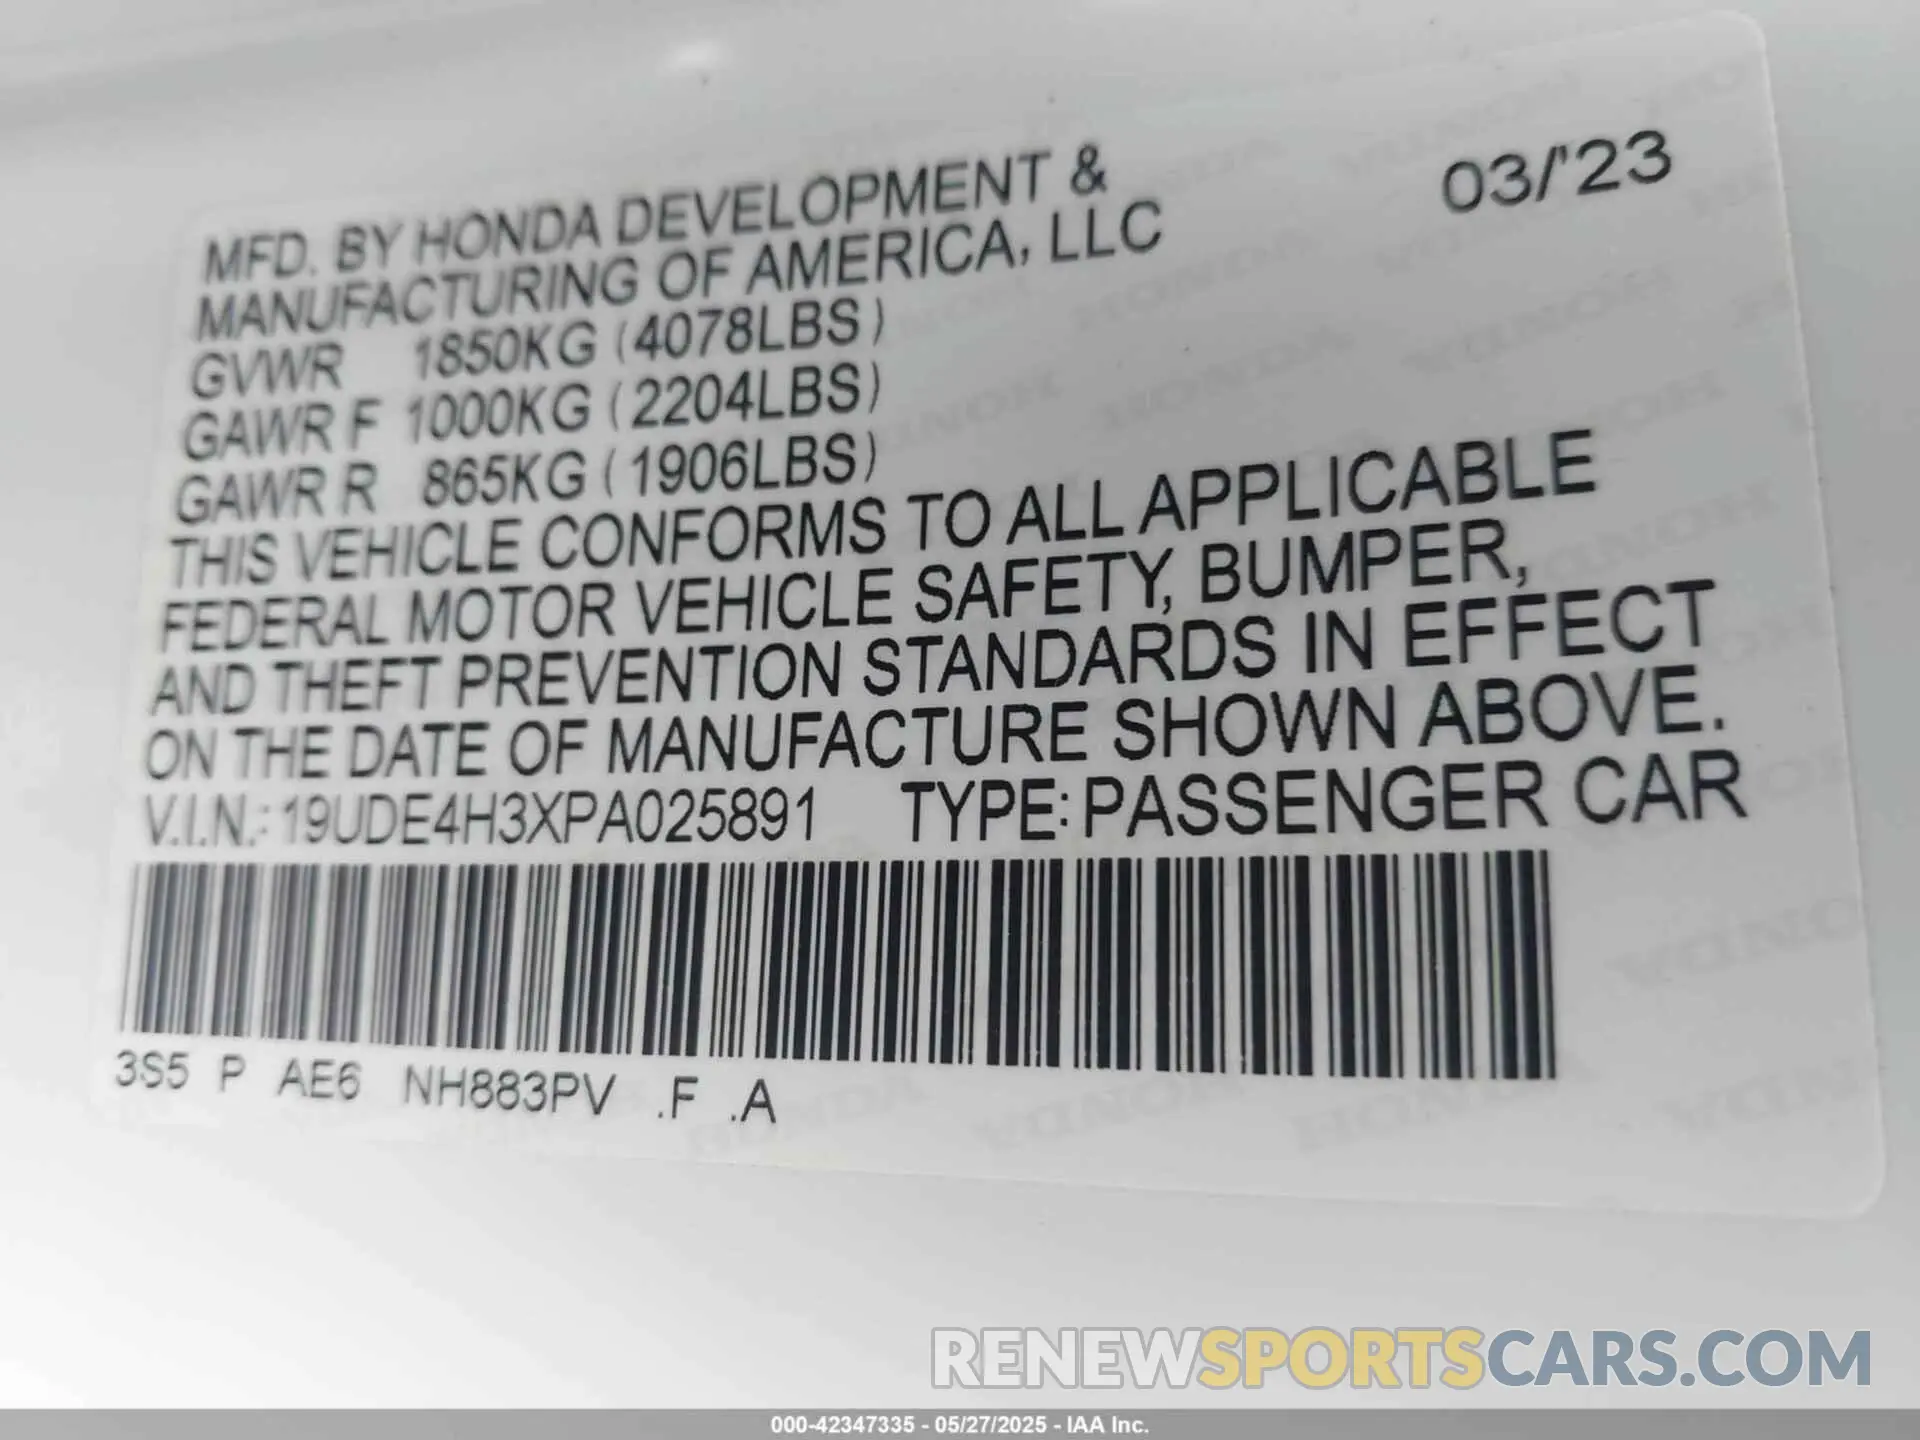 03/'23
MFD. BY HONDA DEVELOPMENT &
MANUFACTURING OF AMERICA, LLC
GVWR 1850KG (4078LBS)
GAWR F 1000KG (2204LBS)
GAWR R 865KG (1906LBS)
THIS VEHICLE CONFORMS TO ALL APPLICABLE
FEDERAL MOTOR VEHICLE SAFETY, BUMPER,
AND THEFT PREVENTION STANDARDS IN EFFECT
ON THE DATE OF MANUFACTURE SHOWN ABOVE.
V.I.N.: 19UDE4H3XPA025891 TYPE: PASSENGER CAR
3S5 P AE6 NH883PV .F .A
RENEWSPORTSCARS.COM
000-42347335 - 05/27/2025 - IAA Inc.